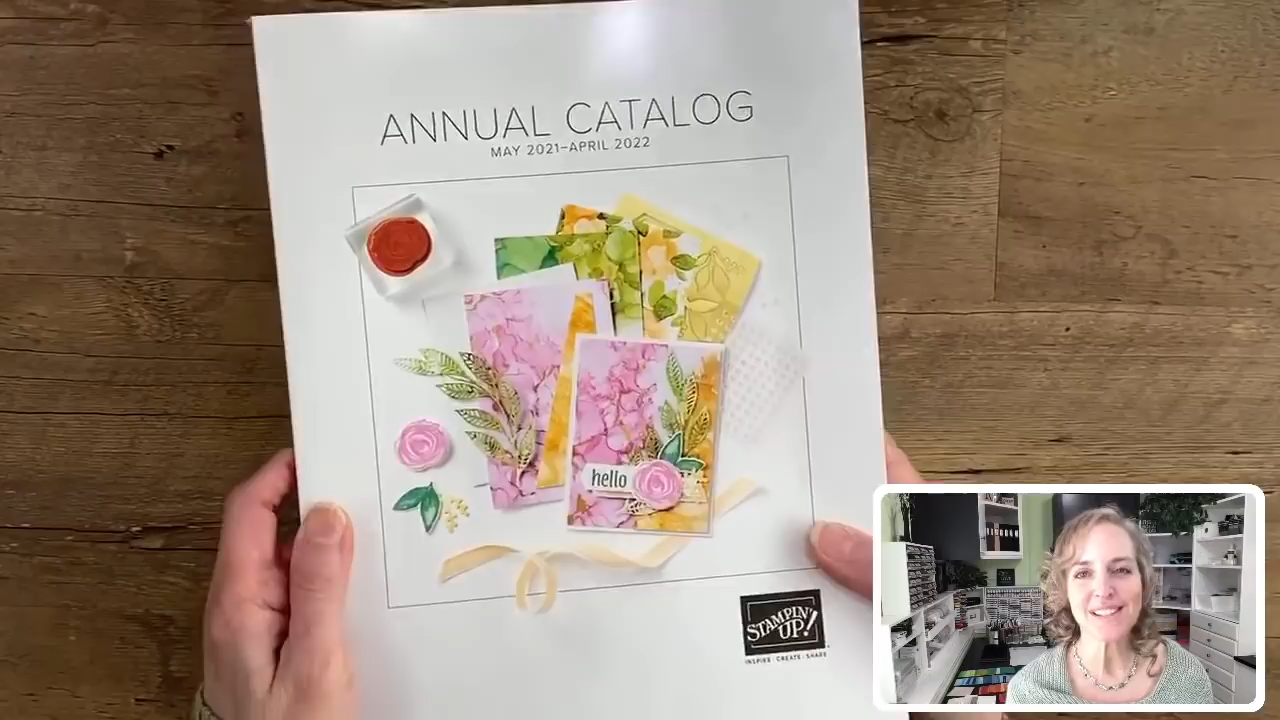 ANNUAL CATALOG
MAY 2021–APRIL 2022
hello
STAMPIN'
UP!
INSPIRE · CREATE · SHARE